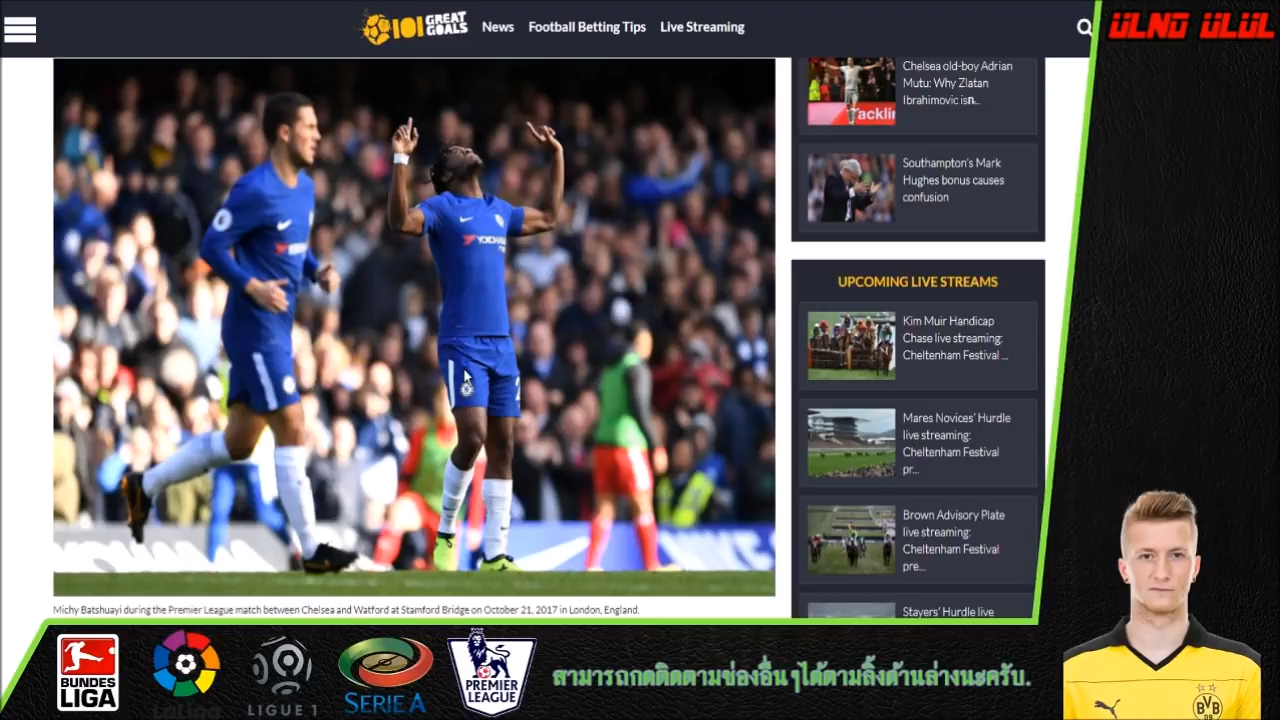 101 GREAT GOALS
News
Football Betting Tips
Live Streaming
Chelsea old-boy Adrian
Mutu: Why Zlatan
Ibrahimovic isn...
Tackli
Southampton's Mark
Hughes bonus causes
confusion
YOKOHA
UPCOMING LIVE STREAMS
Kim Muir Handicap
Chase live streaming:
Cheltenham Festival ...
Mares Novices' Hurdle
live streaming:
Cheltenham Festival
pr...
Brown Advisory Plate
live streaming:
Cheltenham Festival
pre...
Stayers' Hurdle live
Michy Batshuayi during the Premier League match between Chelsea and Watford at Stamford Bridge on October 21, 2017 in London, England.
BUNDES
LIGA
LaLiga
LIGUE 1
SERIE A
PREMIER
LEAGUE
สามารถกดติดตามช่องอื่นๆได้ตามลิ้งด้านล่างนะครับ.
BVB
09